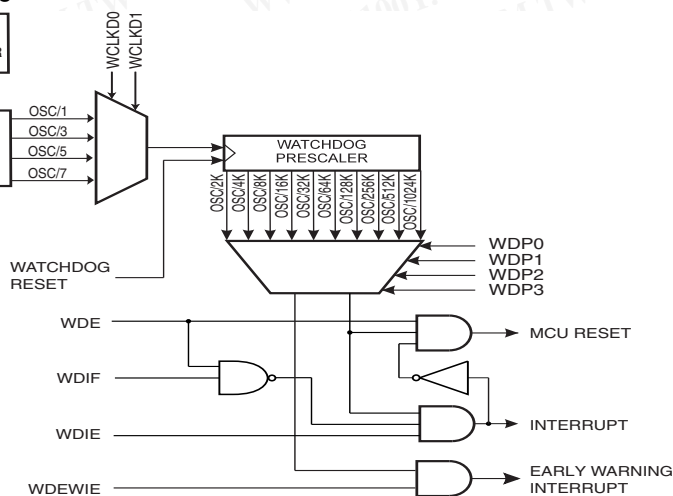 WCLKD0
WCLKD1
OSC/1
OSC/3
OSC/5
OSC/7
WATCHDOG
PRESCALER
OSC/2K
OSC/4K
OSC/8K
OSC/16K
OSC/32K
OSC/64K
OSC/128K
OSC/256K
OSC/512K
OSC/1024K
WDP0
WDP1
WDP2
WDP3
WATCHDOG
RESET
WDE
MCU RESET
WDIF
INTERRUPT
WDIE
EARLY WARNING
INTERRUPT
WDEWIE